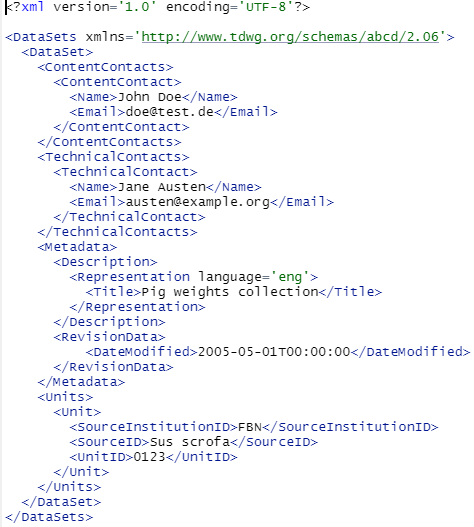 <?xml version='1.0' encoding='UTF-8'?>
<DataSets xmlns='http://www.tdwg.org/schemas/abcd/2.06'>
<DataSet>
<ContentContacts>
<ContentContact>
<Name>John Doe</Name>
<Email>doe@test.de</Email>
</ContentContact>
</ContentContacts>
<TechnicalContacts>
<TechnicalContact>
<Name>Jane Austen</Name>
<Email>austen@example.org</Email>
</TechnicalContact>
</TechnicalContacts>
<Metadata>
<Description>
<Representation language='eng'>
<Title>Pig weights collection</Title>
</Representation>
</Description>
<RevisionData>
<DateModified>2005-05-01T00:00:00</DateModified>
</RevisionData>
</Metadata>
<Units>
<Unit>
<SourceInstitutionID>FBN</SourceInstitutionID>
<SourceID>Sus scrofa</SourceID>
<UnitID>0123</UnitID>
</Unit>
</Units>
</DataSet>
</DataSets>